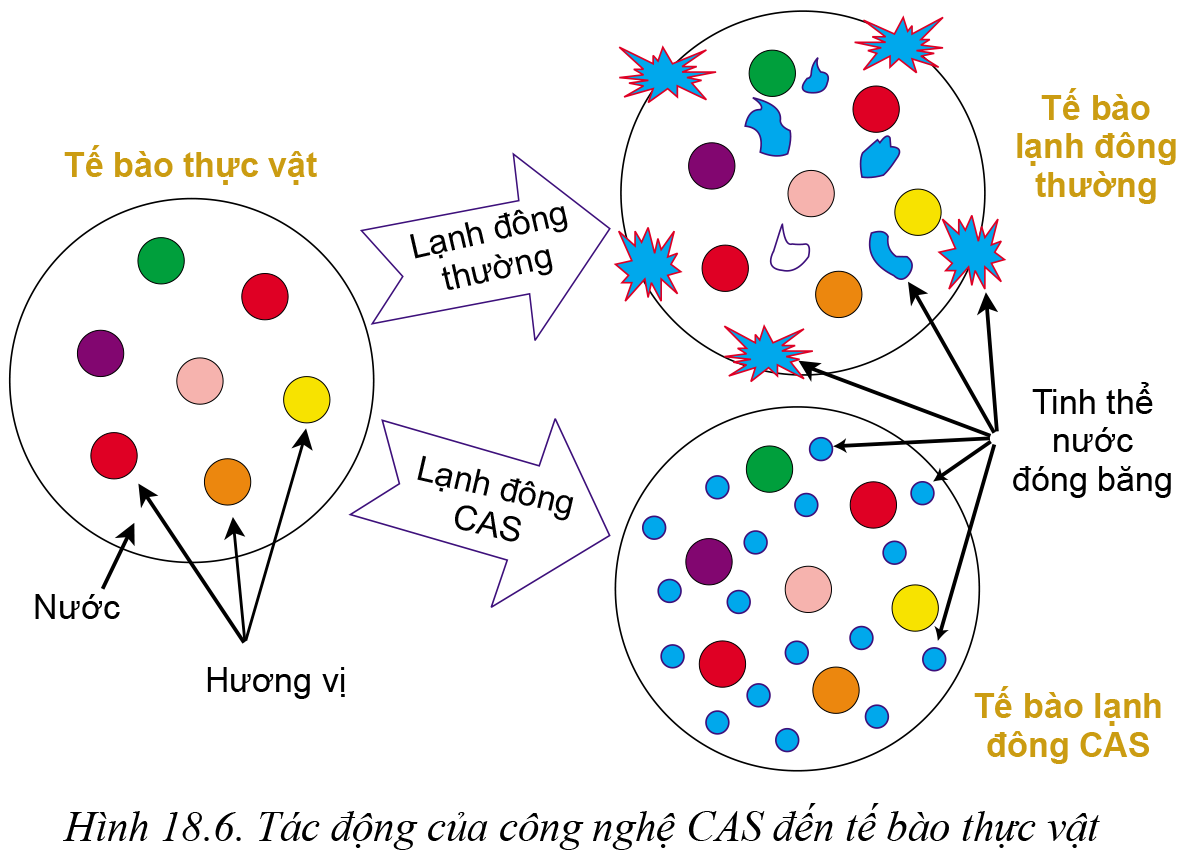 Tế bào thực vật
Lạnh đông
thường
Tế bào
lạnh đông
thường
Lạnh đông
CAS
Tinh thể
nước
đóng băng
Nước
Hương vị
Tế bào lạnh
đông CAS
Hình 18.6. Tác động của công nghệ CAS đến tế bào thực vật